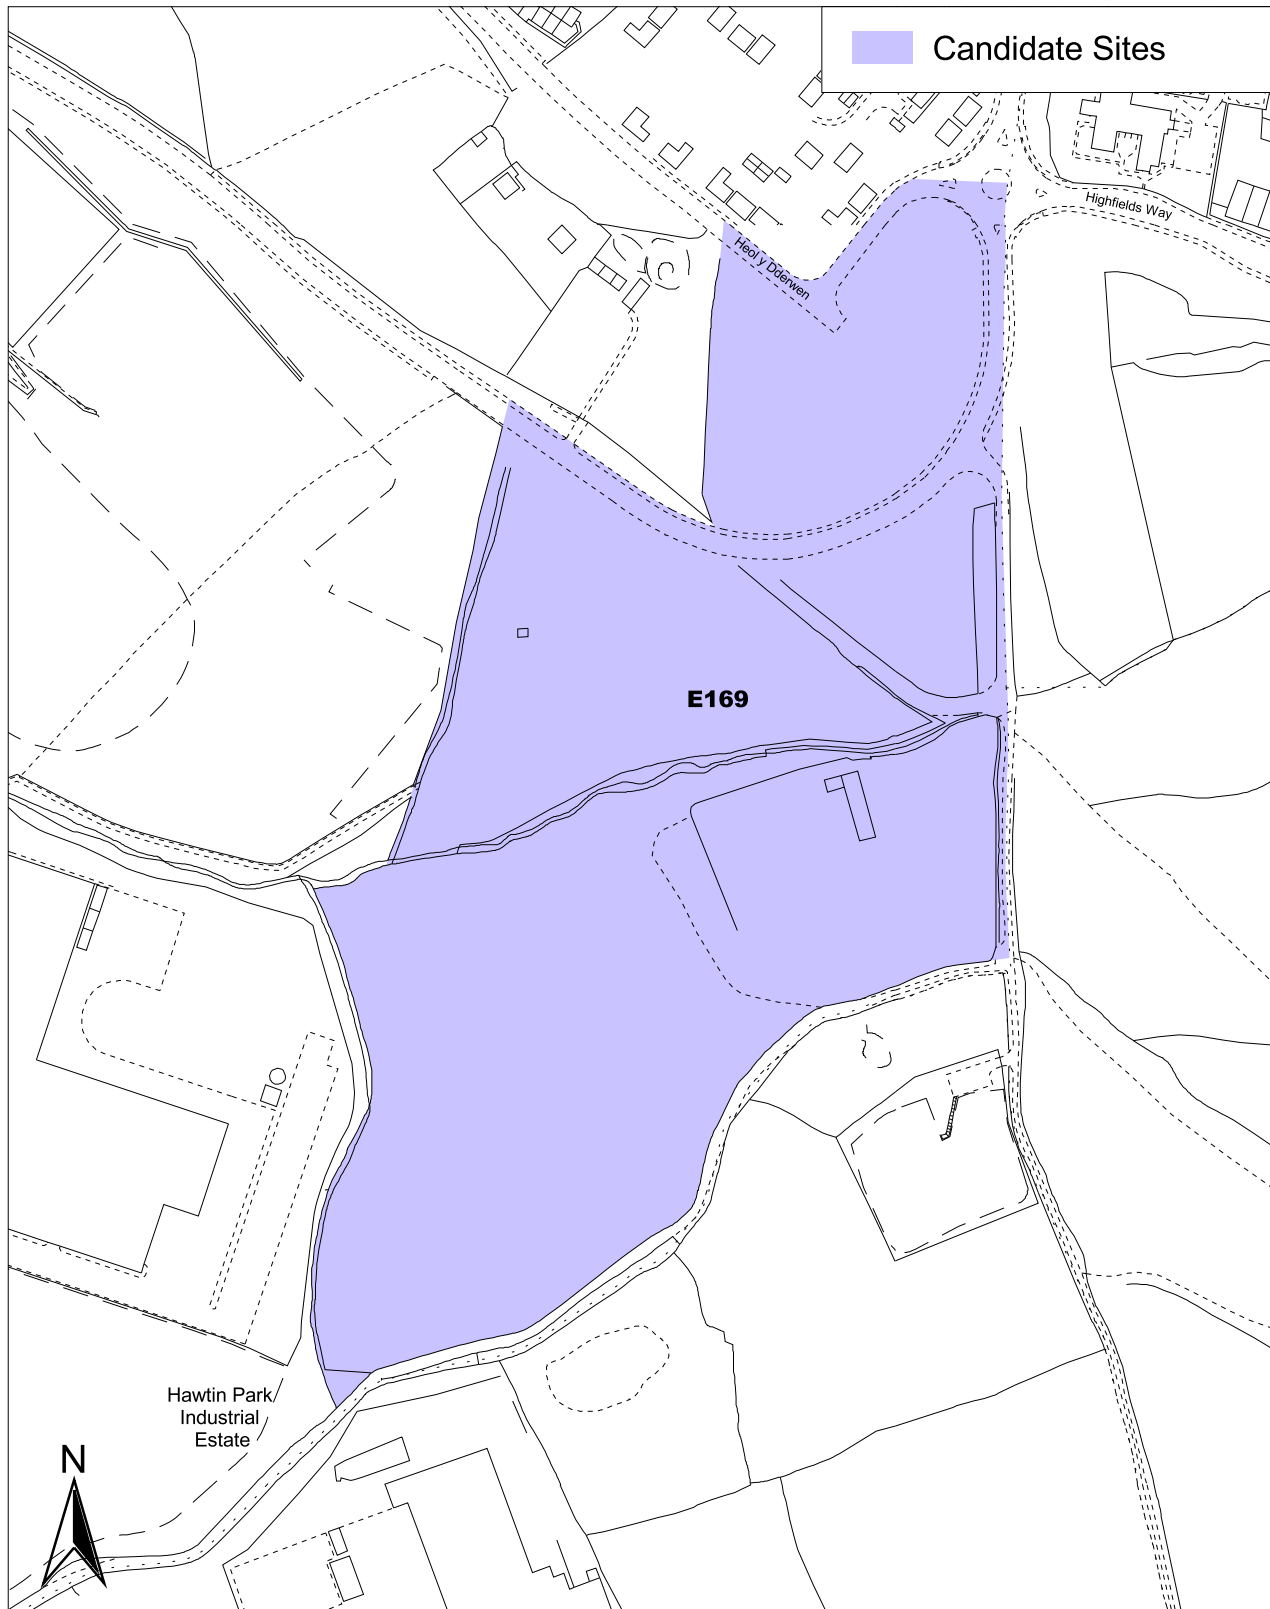 Candidate Sites
Highfields Way
Heol y Dderwen
E169
Hawtin Park
Industrial
Estate
N